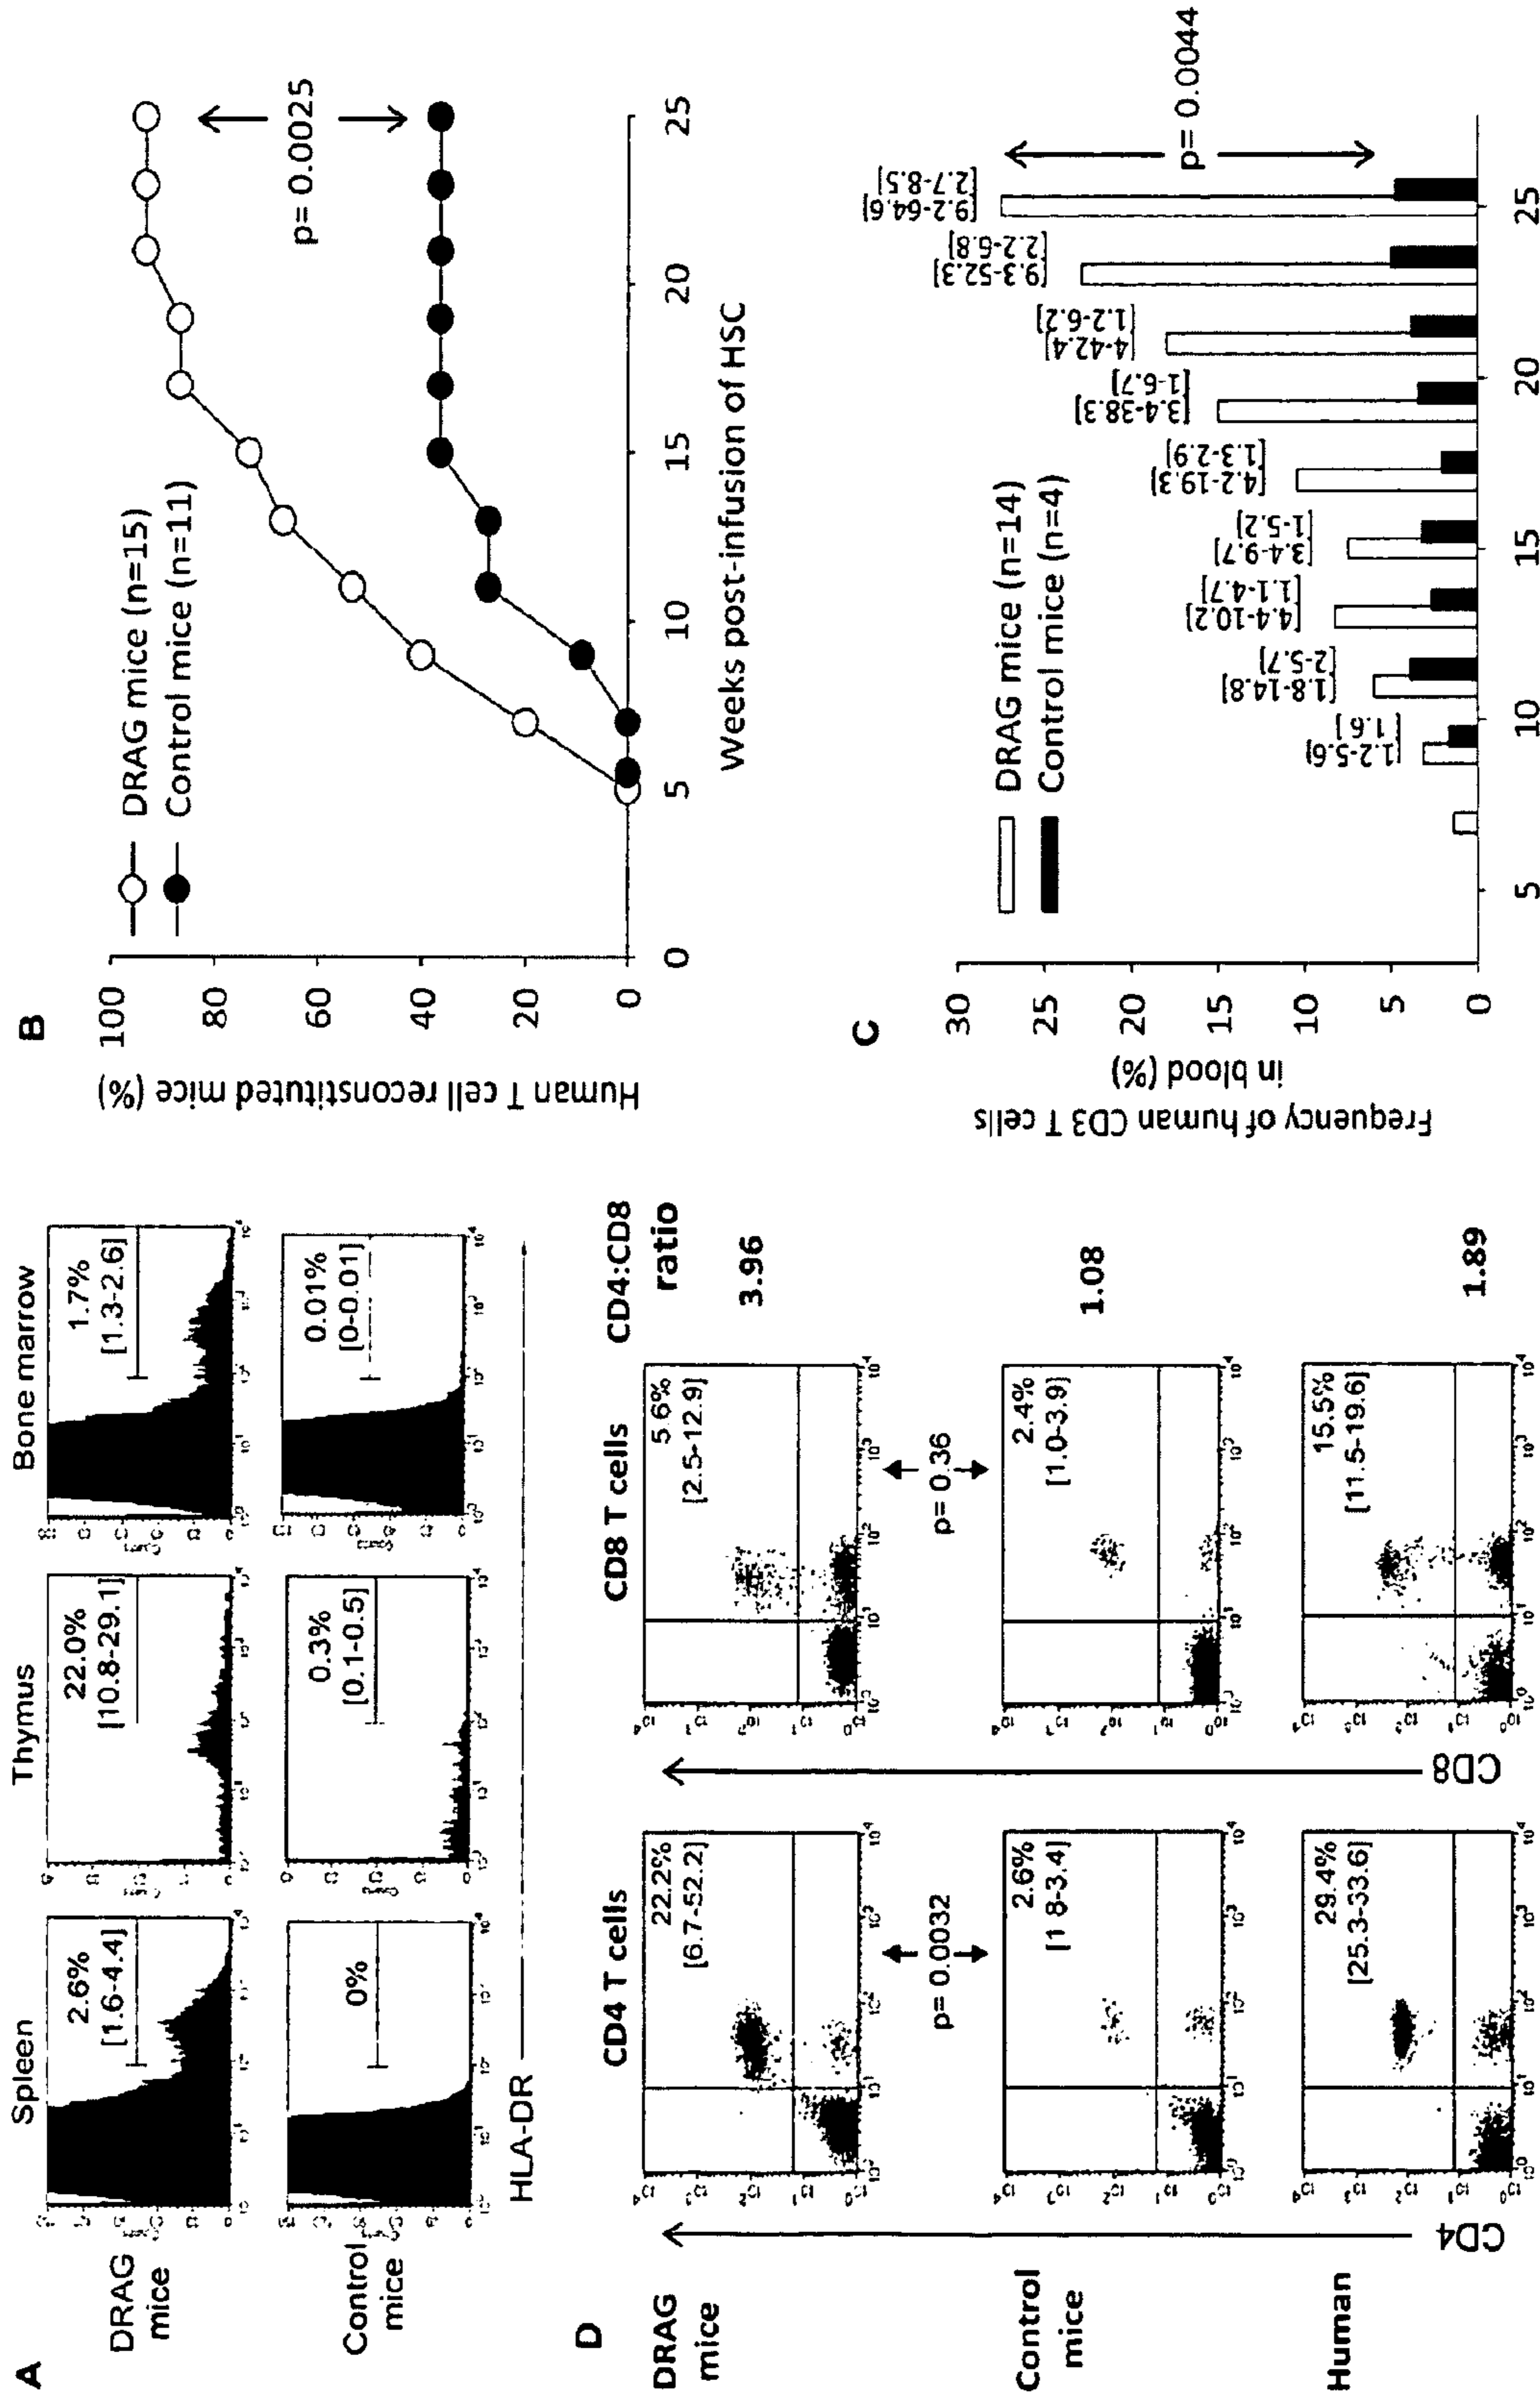 A
Spleen
Thymus
Bone marrow
DRAG
mice
2.6%
[1.6-4.4]
22.0%
[10.8-29.1]
1.7%
[1.3-2.6]
Control
mice
0%
0.3%
[0.1-0.5]
0.01%
[0-0.01]
HLA-DR
B
Human T cell reconstituted mice (%)
100
80
60
40
20
0
DRAG mice (n=15)
Control mice (n=11)
p= 0.0025
0
5
10
15
20
25
Weeks post-infusion of HSC
C
Frequency of human CD3 T cells
in blood (%)
30
25
20
15
10
5
0
DRAG mice (n=14)
Control mice (n=4)
[1.2-5.6]
[1.6]
[1.8-14.8]
[2-5.7]
[4.4-10.2]
[1.1-4.7]
[3.4-9.7]
[1-5.2]
[4.2-19.3]
[1.3-2.9]
[3.4-38.3]
[1-6.7]
[4-42.4]
[1.2-6.2]
[9.3-52.3]
[2.2-6.8]
[9.2-64.6]
[2.7-8.5]
p= 0.0044
5
10
15
20
25
D
CD4 T cells
CD8 T cells
CD4:CD8
ratio
DRAG
mice
22.2%
[6.7-52.2]
5.6%
[2.5-12.9]
3.96
p= 0.0032
p= 0.36
Control
mice
2.6%
[1 8-3.4]
2.4%
[1.0-3.9]
1.08
Human
29.4%
[25.3-33.6]
15.5%
[11.5-19.6]
1.89
CD4
CD8